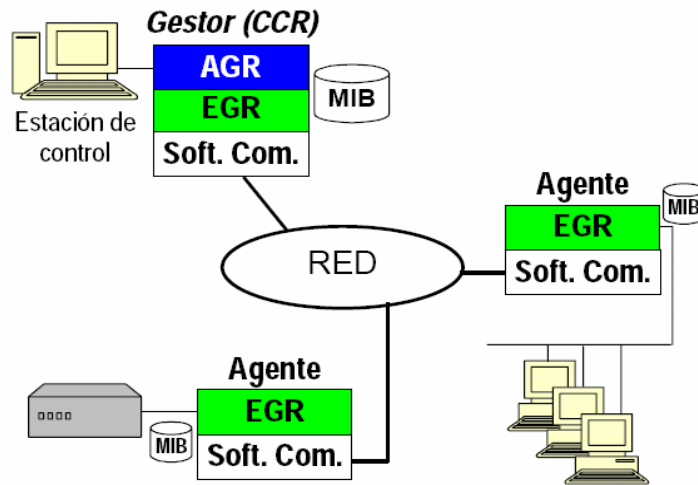 Gestor (CCR)
AGR
EGR
Soft. Com.
MIB
Estación de
control
Agente
EGR
Soft. Com.
MIB
RED
Agente
EGR
Soft. Com.
MIB